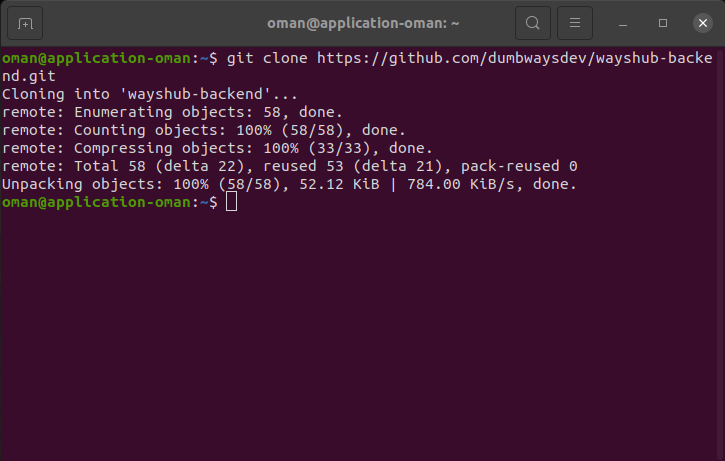 oman@application-oman: ~
oman@application-oman:~$ git clone https://github.com/dumbwaysdev/wayshub-backe
nd.git
Cloning into 'wayshub-backend'...
remote: Enumerating objects: 58, done.
remote: Counting objects: 100% (58/58), done.
remote: Compressing objects: 100% (33/33), done.
remote: Total 58 (delta 22), reused 53 (delta 21), pack-reused 0
Unpacking objects: 100% (58/58), 52.12 KiB | 784.00 KiB/s, done.
oman@application-oman:~$